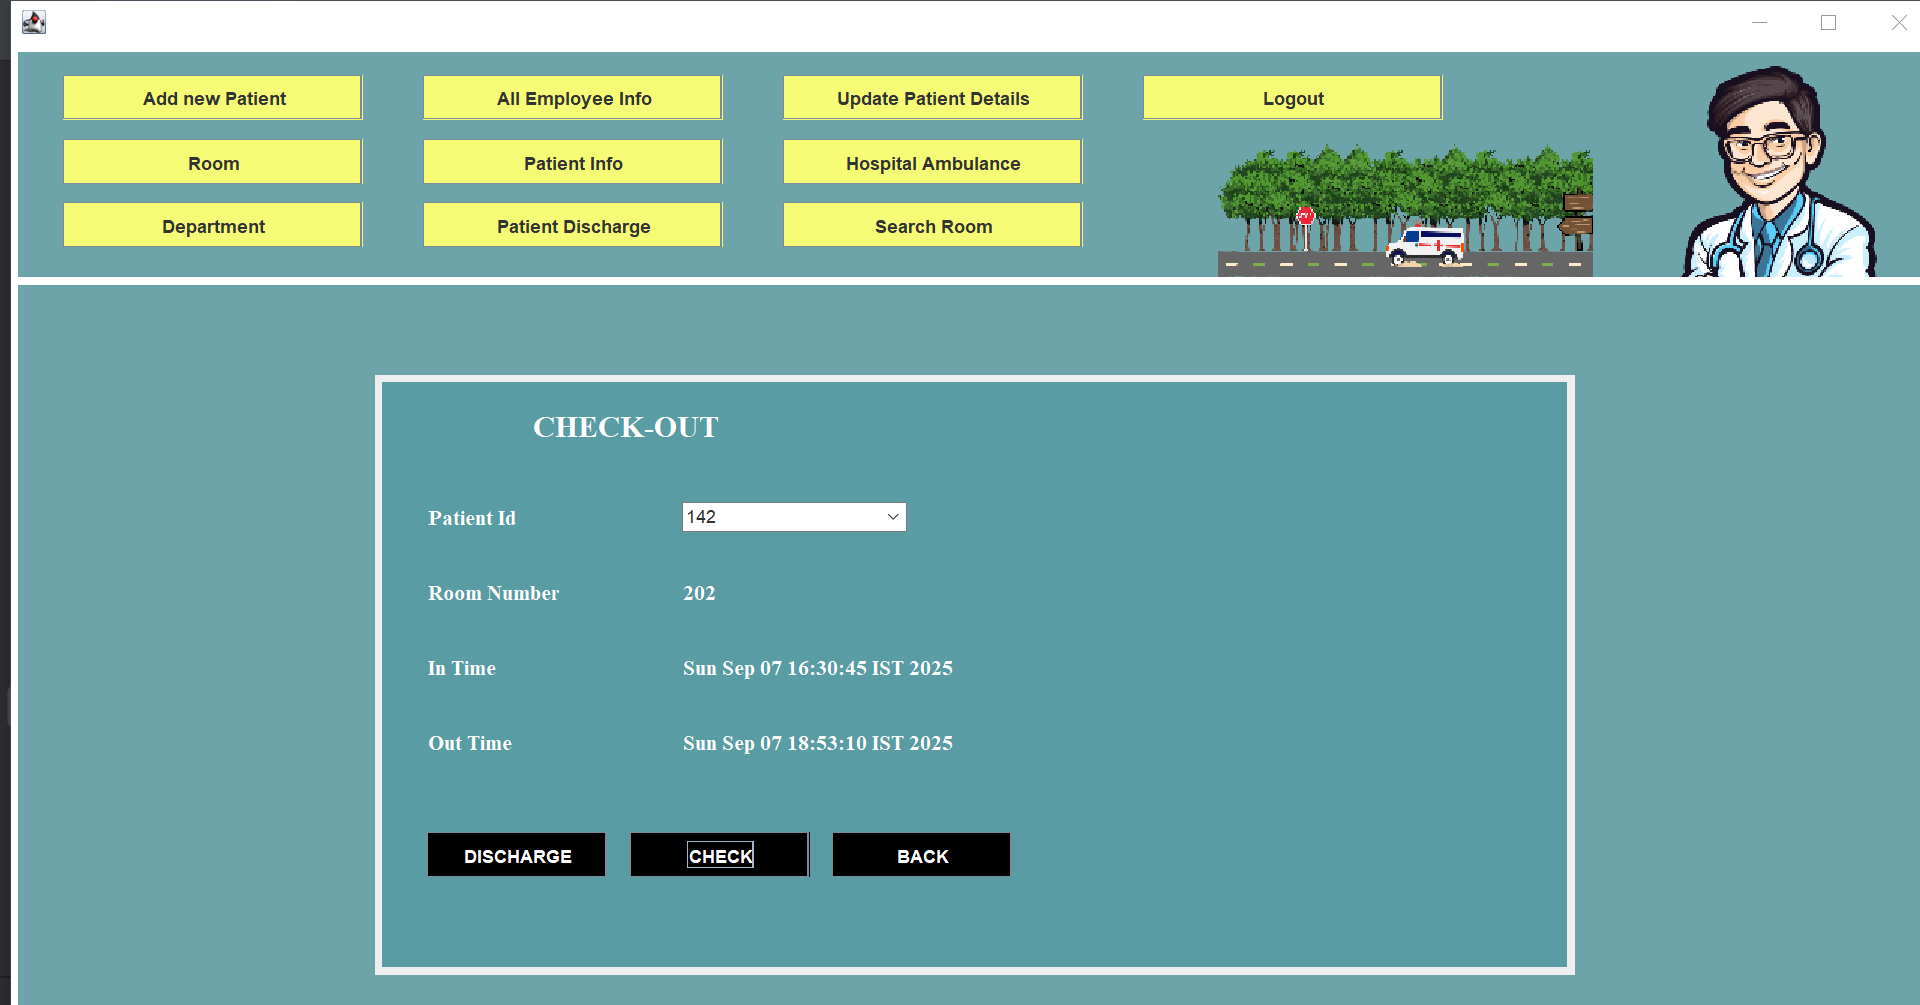 Add new Patient
All Employee Info
Update Patient Details
Logout
Room
Patient Info
Hospital Ambulance
Department
Patient Discharge
Search Room
CHECK-OUT
Patient Id
142
Room Number
202
In Time
Sun Sep 07 16:30:45 IST 2025
Out Time
Sun Sep 07 18:53:10 IST 2025
DISCHARGE
CHECK
BACK